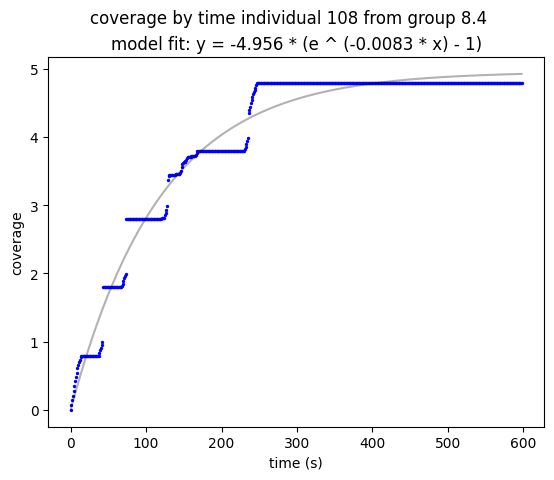 coverage by time individual 108 from group 8.4
model fit: y = -4.956 * (e ^ (-0.0083 * x) - 1)
5
4
3
2
1
0
coverage
0 100 200 300 400 500 600
time (s)